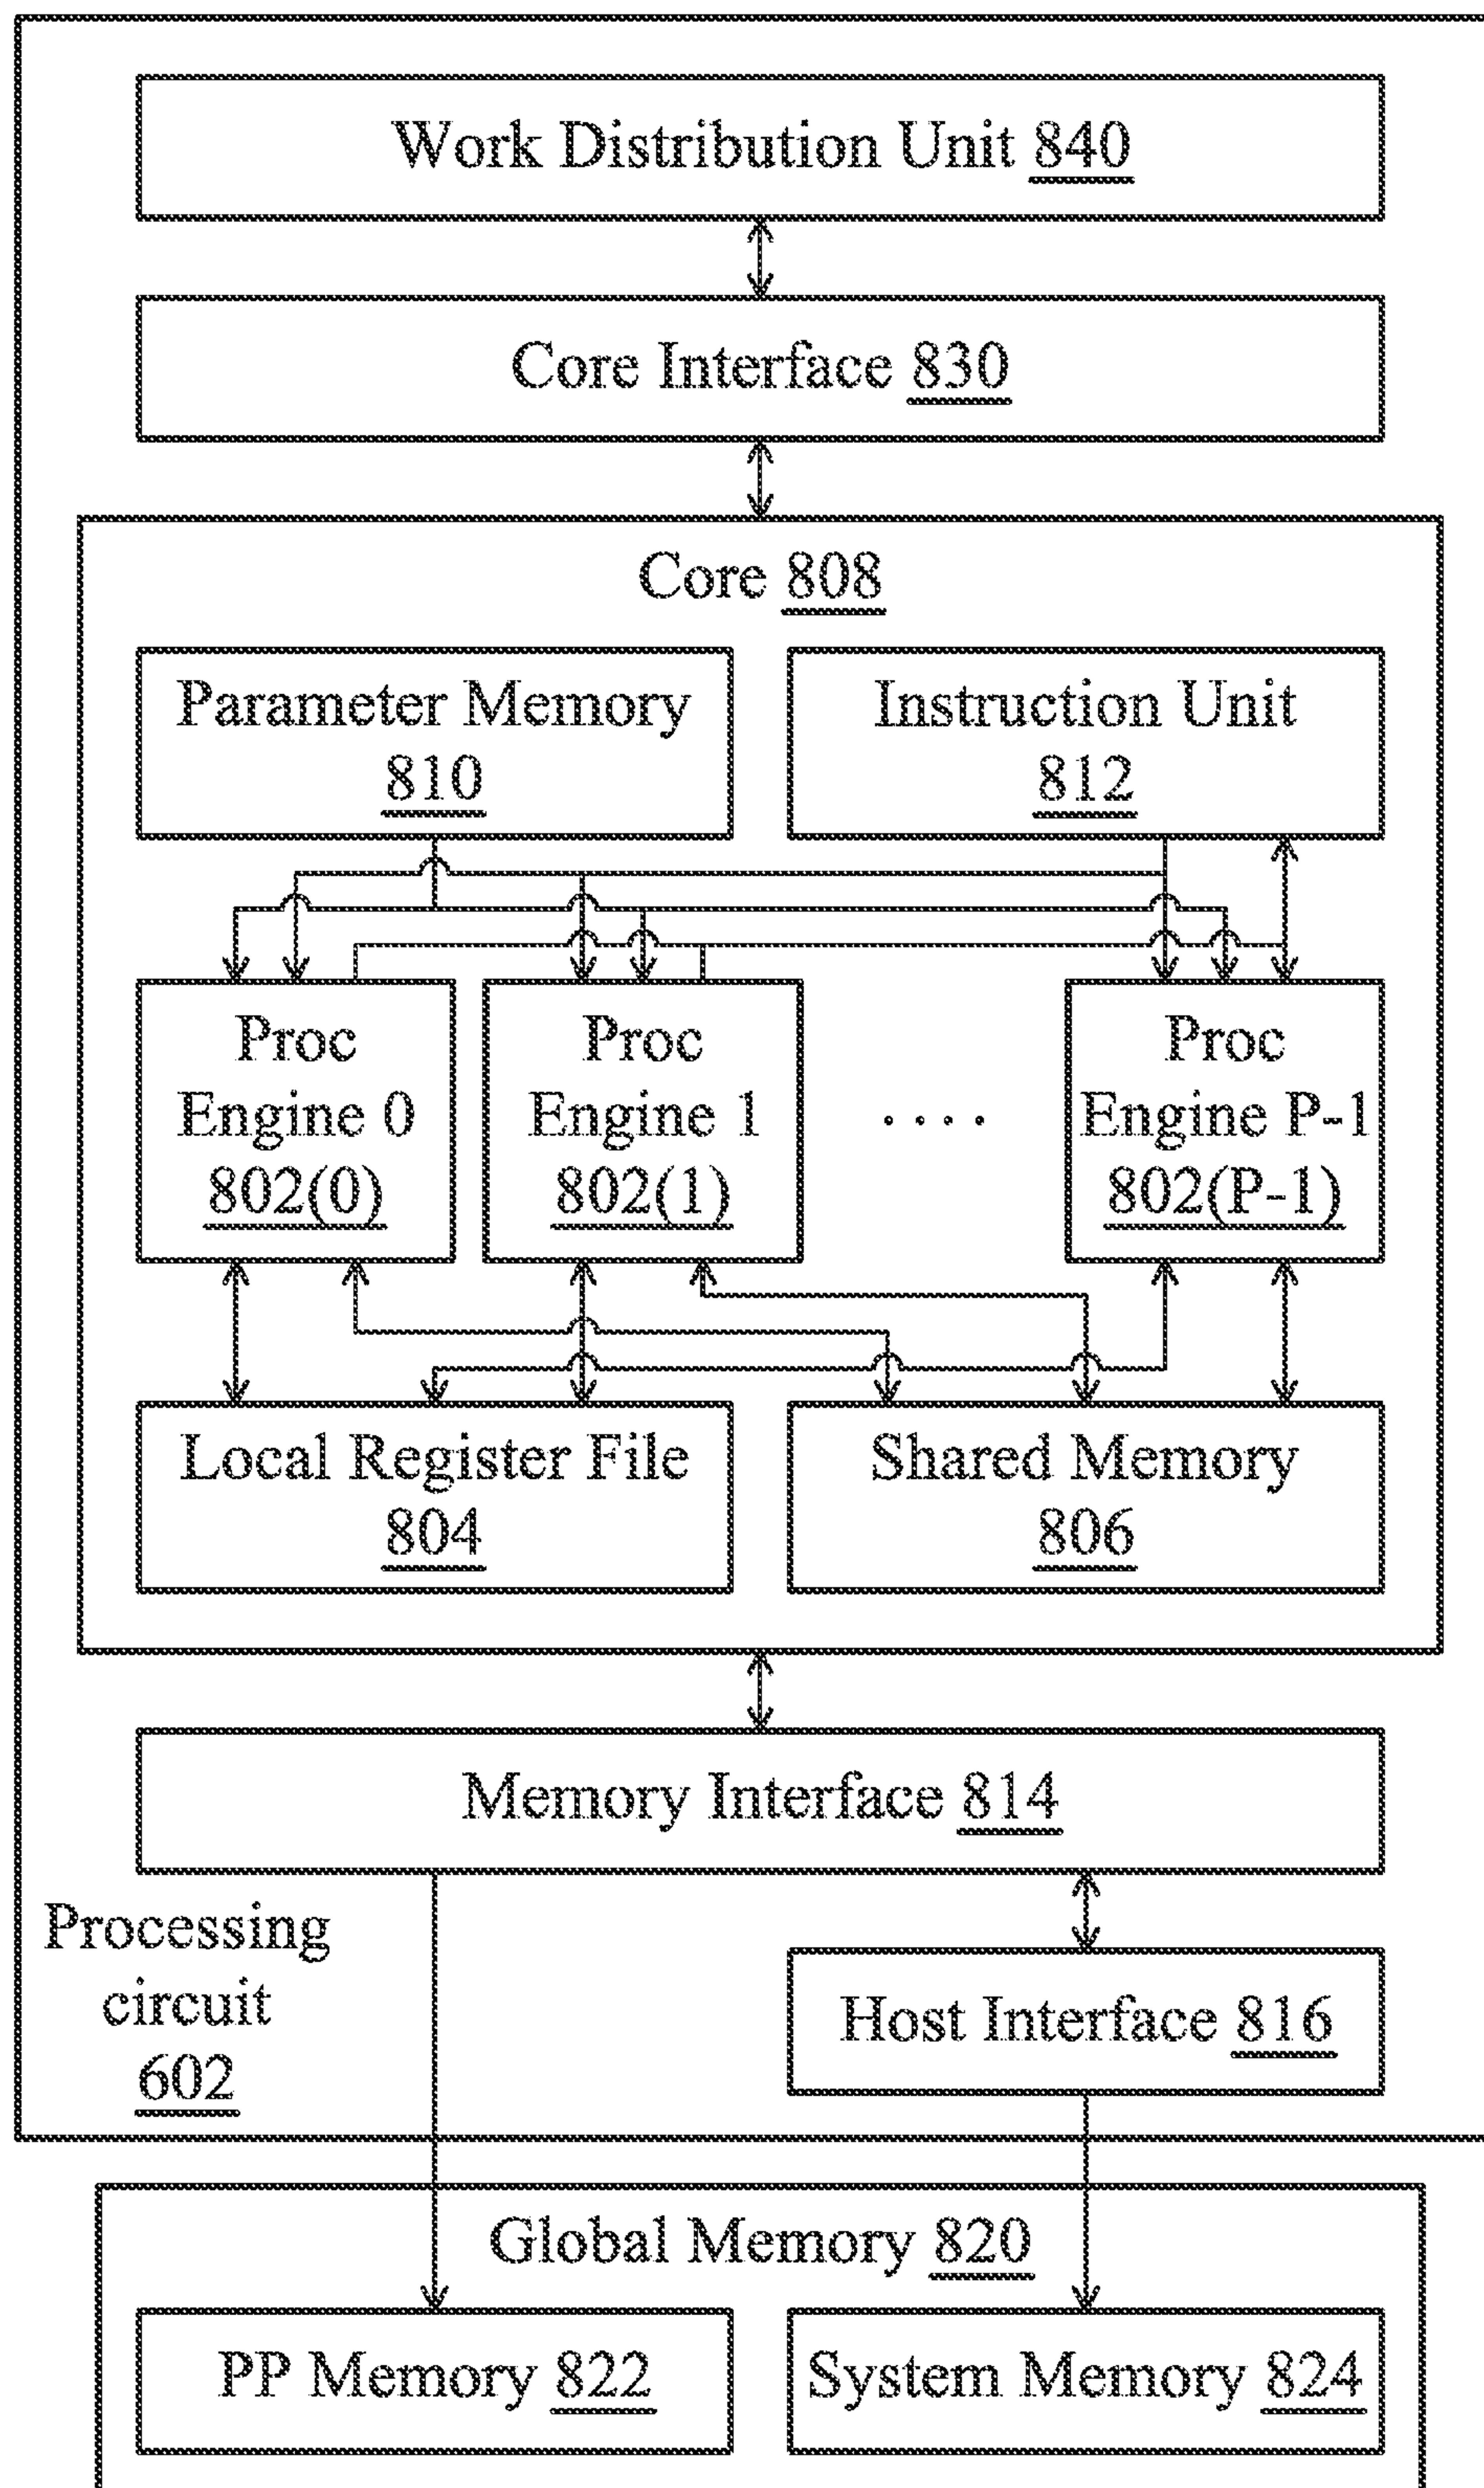 Work Distribution Unit 840
Core Interface 830
Core 808
Parameter Memory
810
Instruction Unit
812
Proc
Engine 0
802(0)
Proc
Engine 1
802(1)
. . . .
Proc
Engine P-1
802(P-1)
Local Register File
804
Shared Memory
806
Memory Interface 814
Processing
circuit
602
Host Interface 816
Global Memory 820
PP Memory 822
System Memory 824